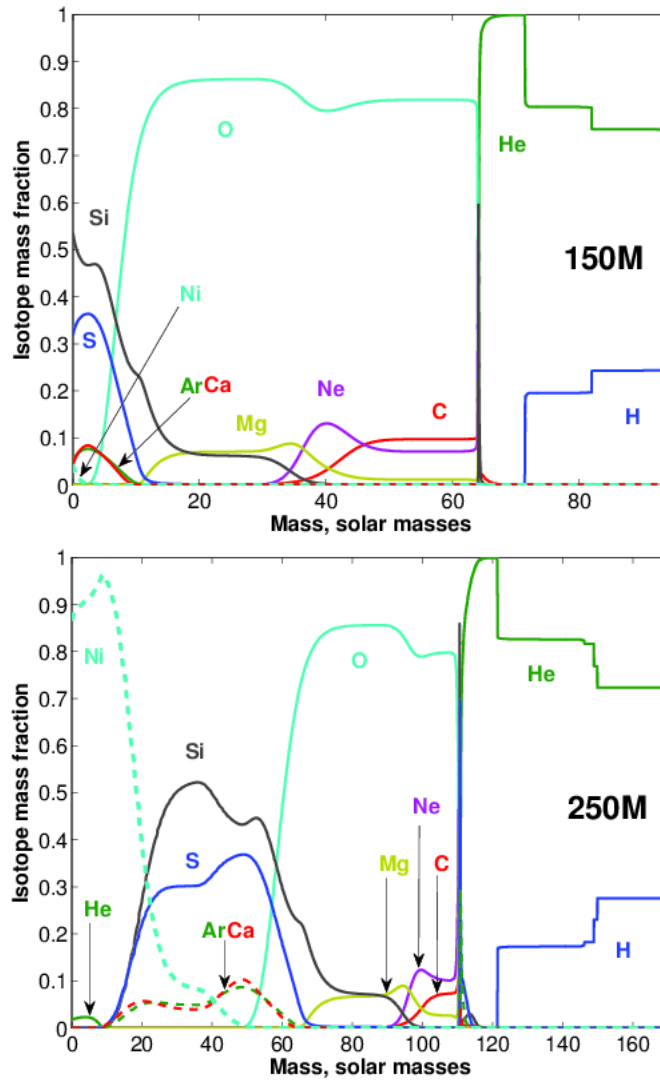 1
0.9
0.8
0.7
0.6
0.5
0.4
0.3
0.2
0.1
0
Isotope mass fraction
O
He
Si
150M
Ni
S
ArCa
Ne
C
H
Mg
0 20 40 60 80
Mass, solar masses
1
0.9
0.8
0.7
0.6
0.5
0.4
0.3
0.2
0.1
0
Isotope mass fraction
Ni
O
He
Si
250M
Ne
S
Mg
C
He
ArCa
H
0 20 40 60 80 100 120 140 160
Mass, solar masses